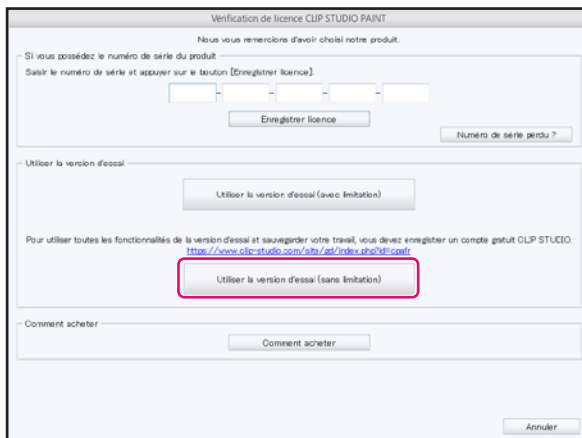 Vérification de licence CLIP STUDIO PAINT
Nous vous remercions d'avoir choisi notre produit.
Si vous possédez le numéro de série du produit
Saisir le numéro de série et appuyer sur le bouton [Enregistrer licence].
- - - -
Enregistrer licence
Numéro de série perdu ?
Utiliser la version d'essai
Utiliser la version d'essai (avec limitation)
Pour utiliser toutes les fonctionnalités de la version d'essai et sauvegarder votre travail, vous devez enregistrer un compte gratuit CLIP STUDIO.
https://www.clip-studio.com/site/gd/index.php?id=cpafr
Utiliser la version d'essai (sans limitation)
Comment acheter
Comment acheter
Annuler